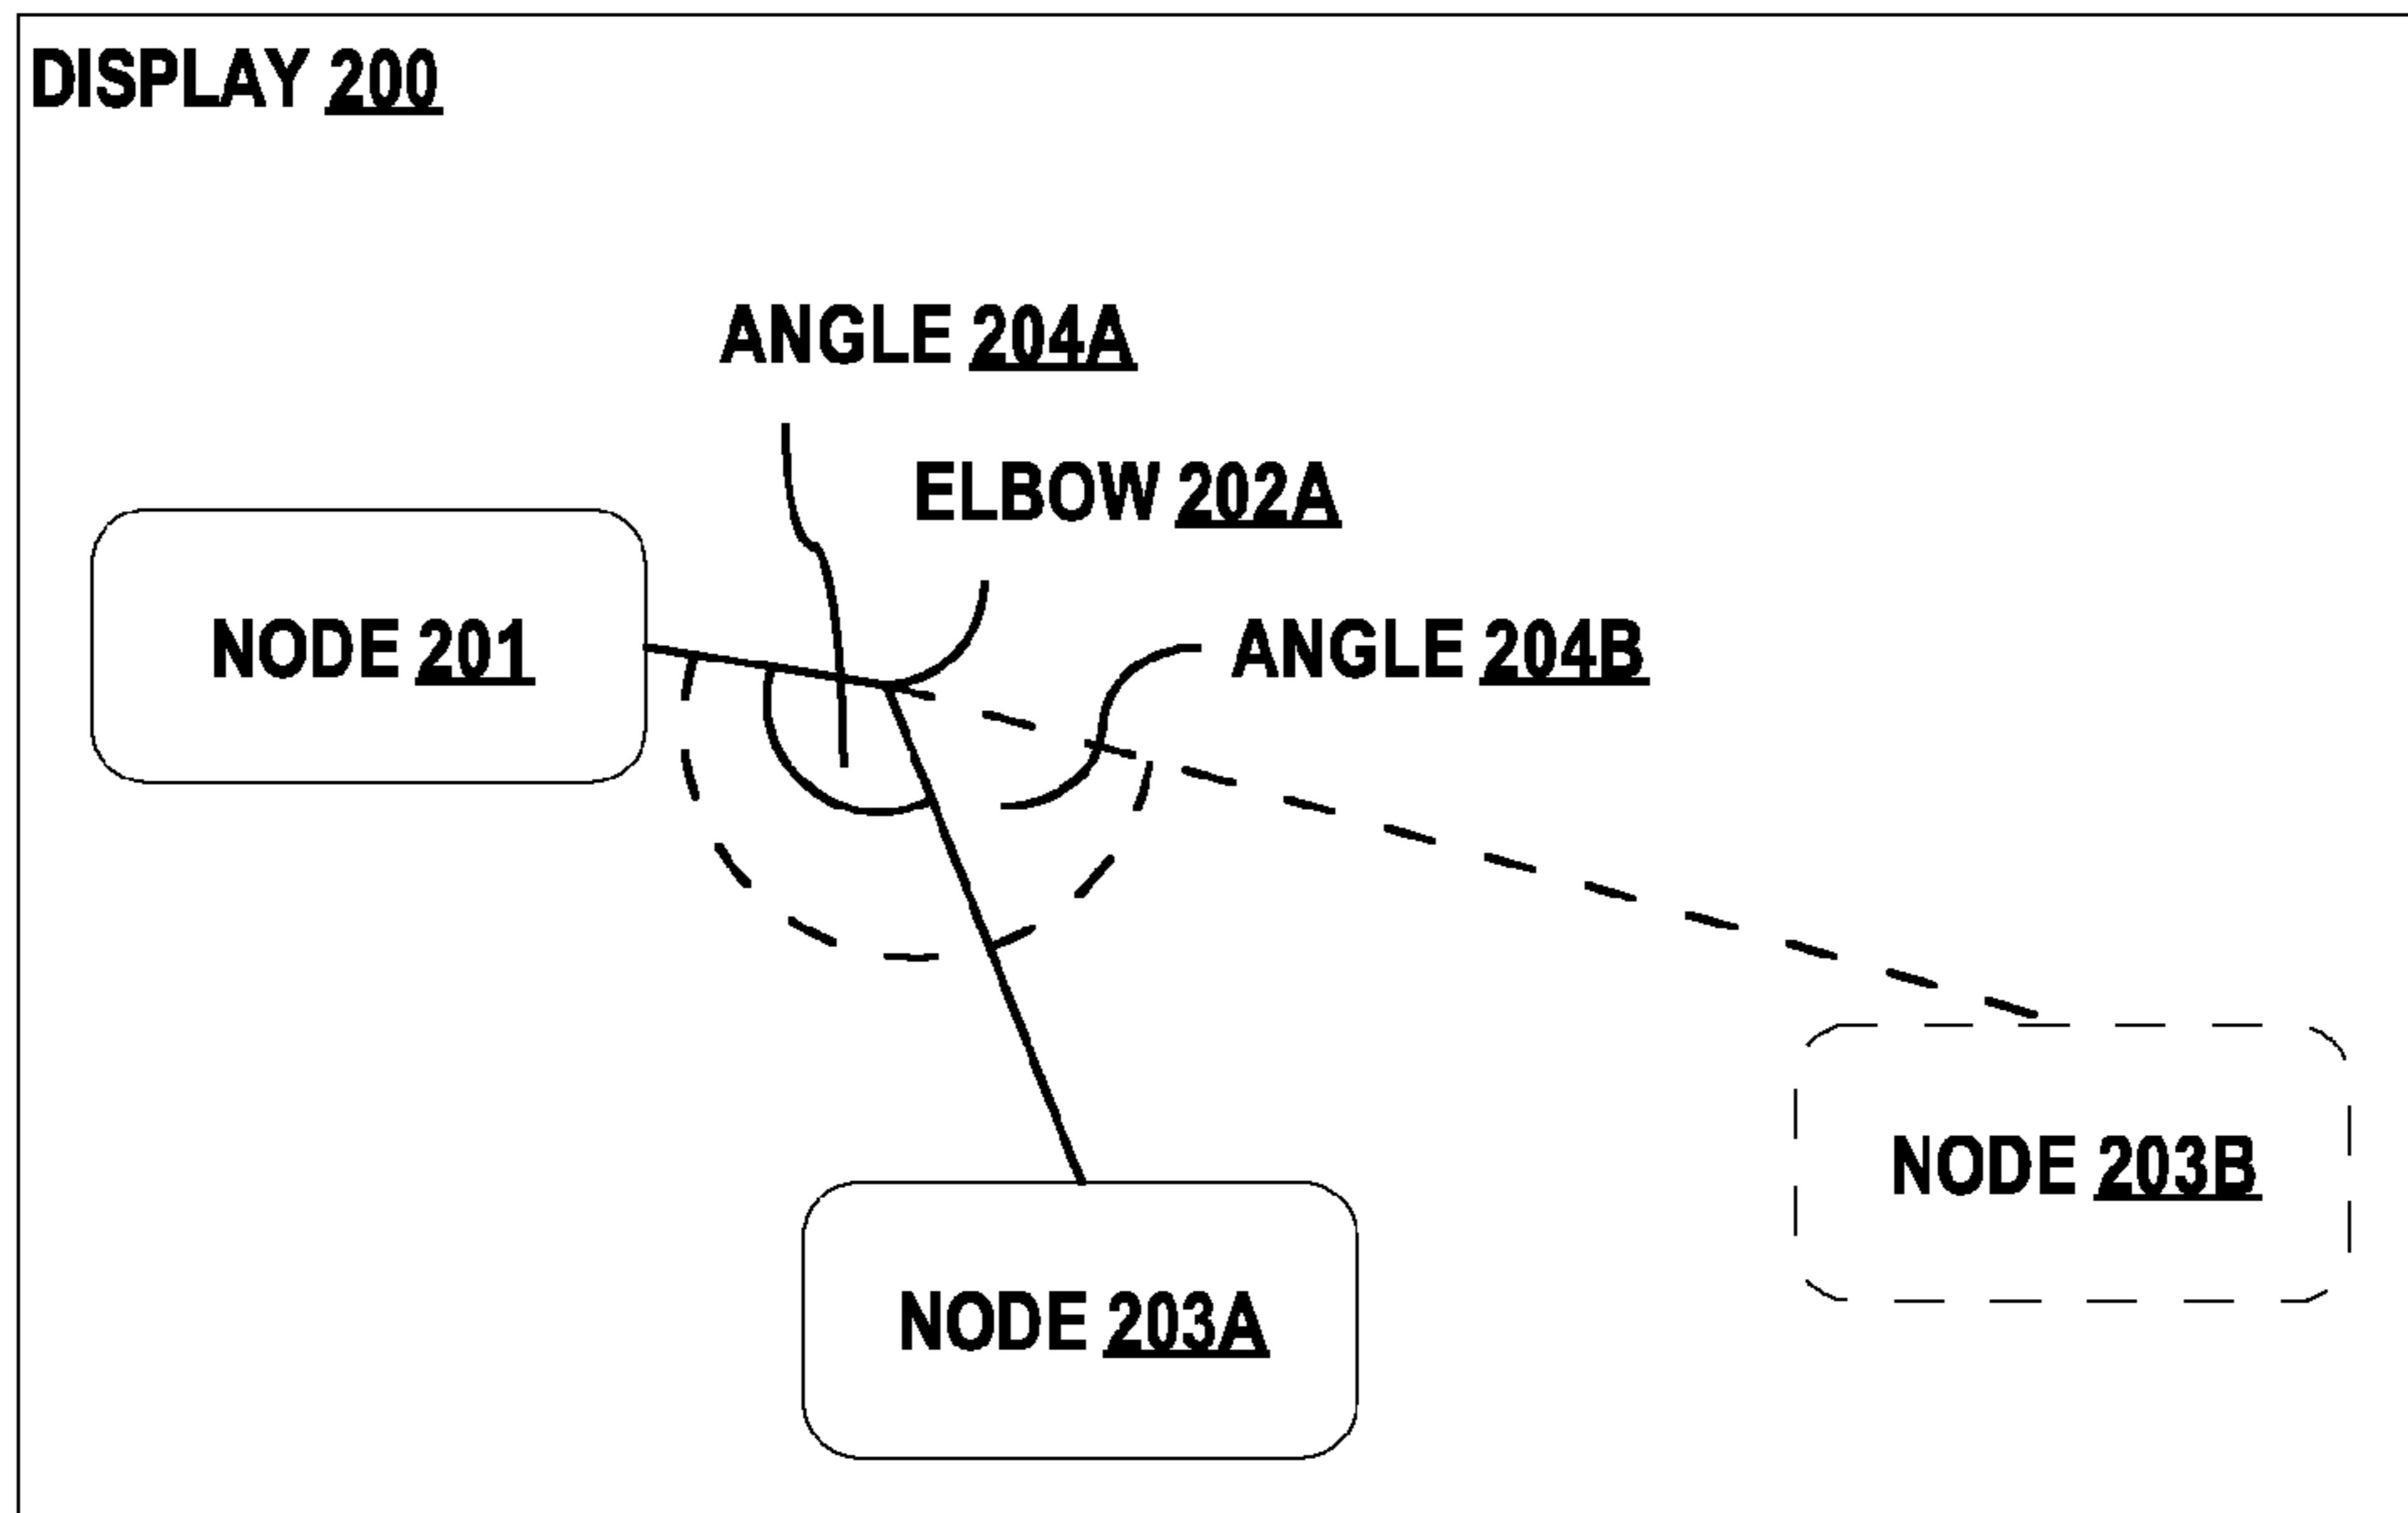 DISPLAY 200
ANGLE 204A
ELBOW 202A
NODE 201
ANGLE 204B
NODE 203B
NODE 203A